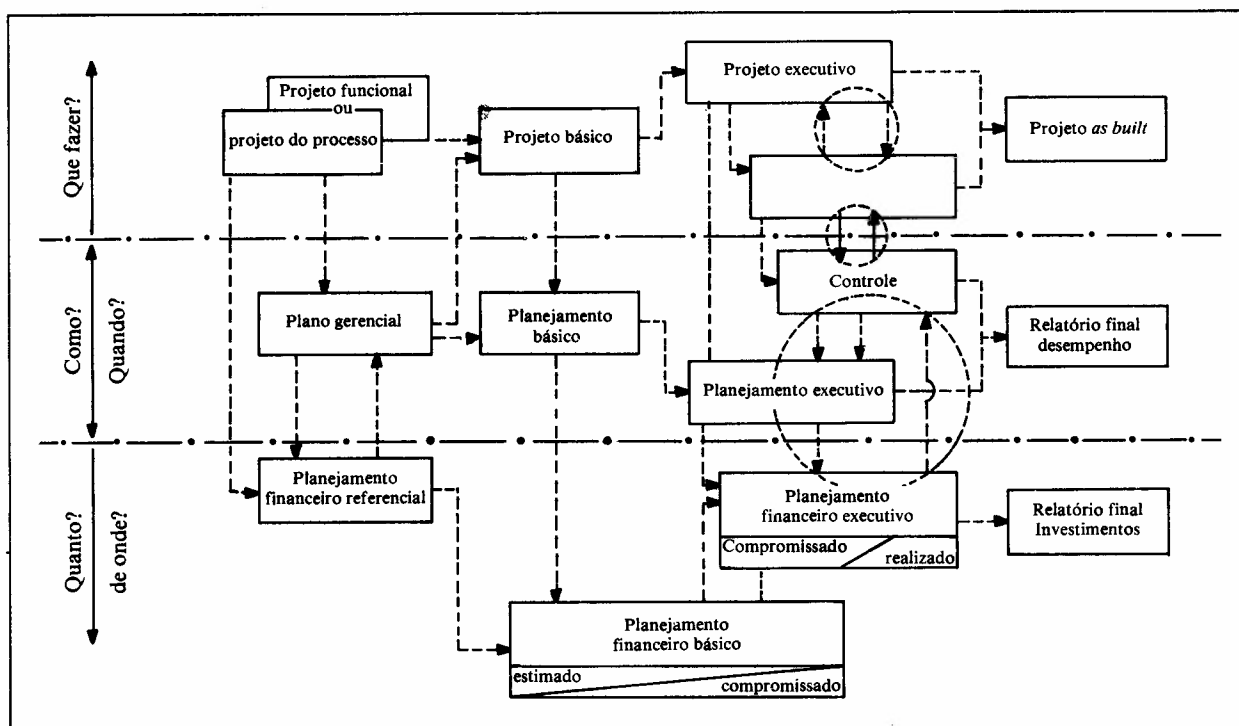 Que fazer?
Projeto funcional
ou
projeto do processo
Projeto básico
Projeto executivo
Projeto as built
Como?
Quando?
Plano gerencial
Planejamento
básico
Controle
Planejamento executivo
Relatório final
desempenho
Quanto?
de onde?
Planejamento
financeiro referencial
Planejamento
financeiro executivo
Compromissado
realizado
Relatório final
Investimentos
Planejamento
financeiro básico
estimado
compromissado